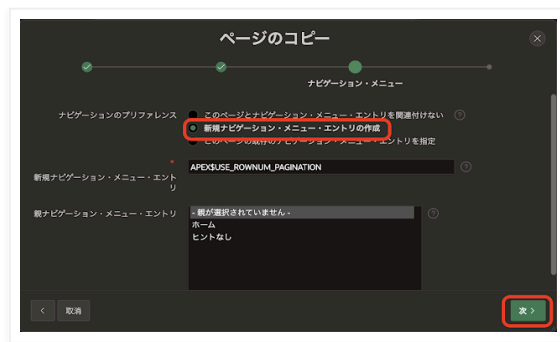 ページのコピー
ナビゲーション・メニュー
ナビゲーションのプリファレンス
このページとナビゲーション・メニュー・エントリを関連付けない
新規ナビゲーション・メニュー・エントリの作成
このページの既存のナビゲーション・メニュー・エントリを指定
新規ナビゲーション・メニュー・エント
リ
APEX$USE_ROWNUM_PAGINATION
親ナビゲーション・メニュー・エントリ
- 親が選択されていません -
ホーム
ヒントなし
取消
次 >